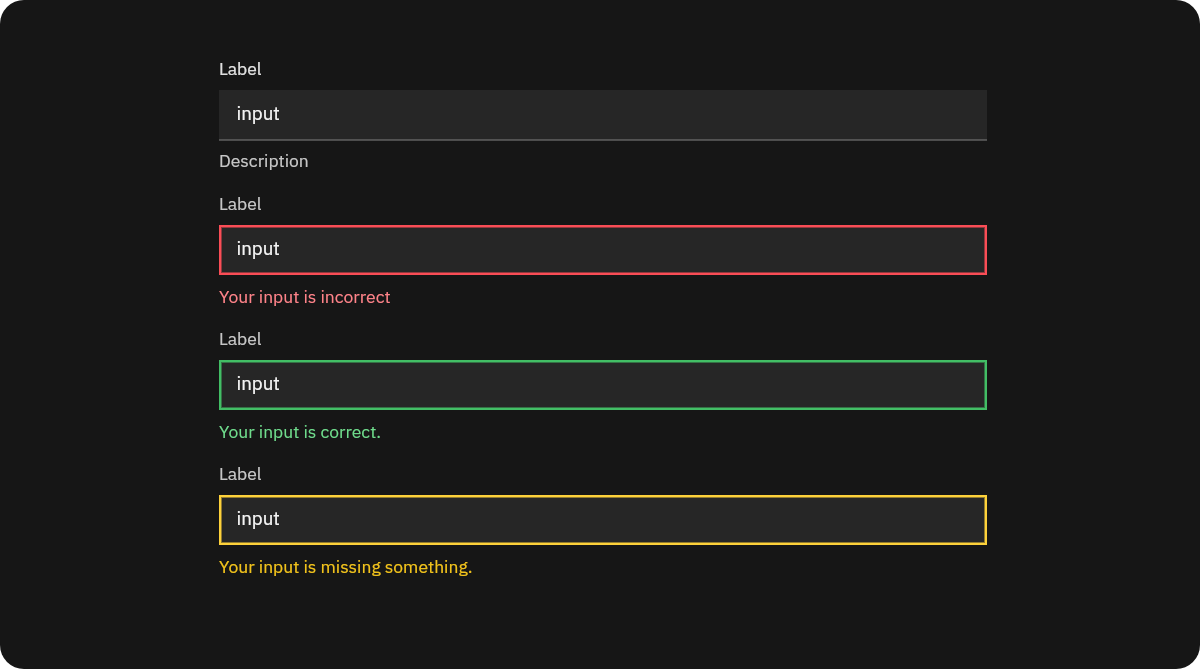 Label
input
Description
Label
input
Your input is incorrect
Label
input
Your input is correct.
Label
input
Your input is missing something.